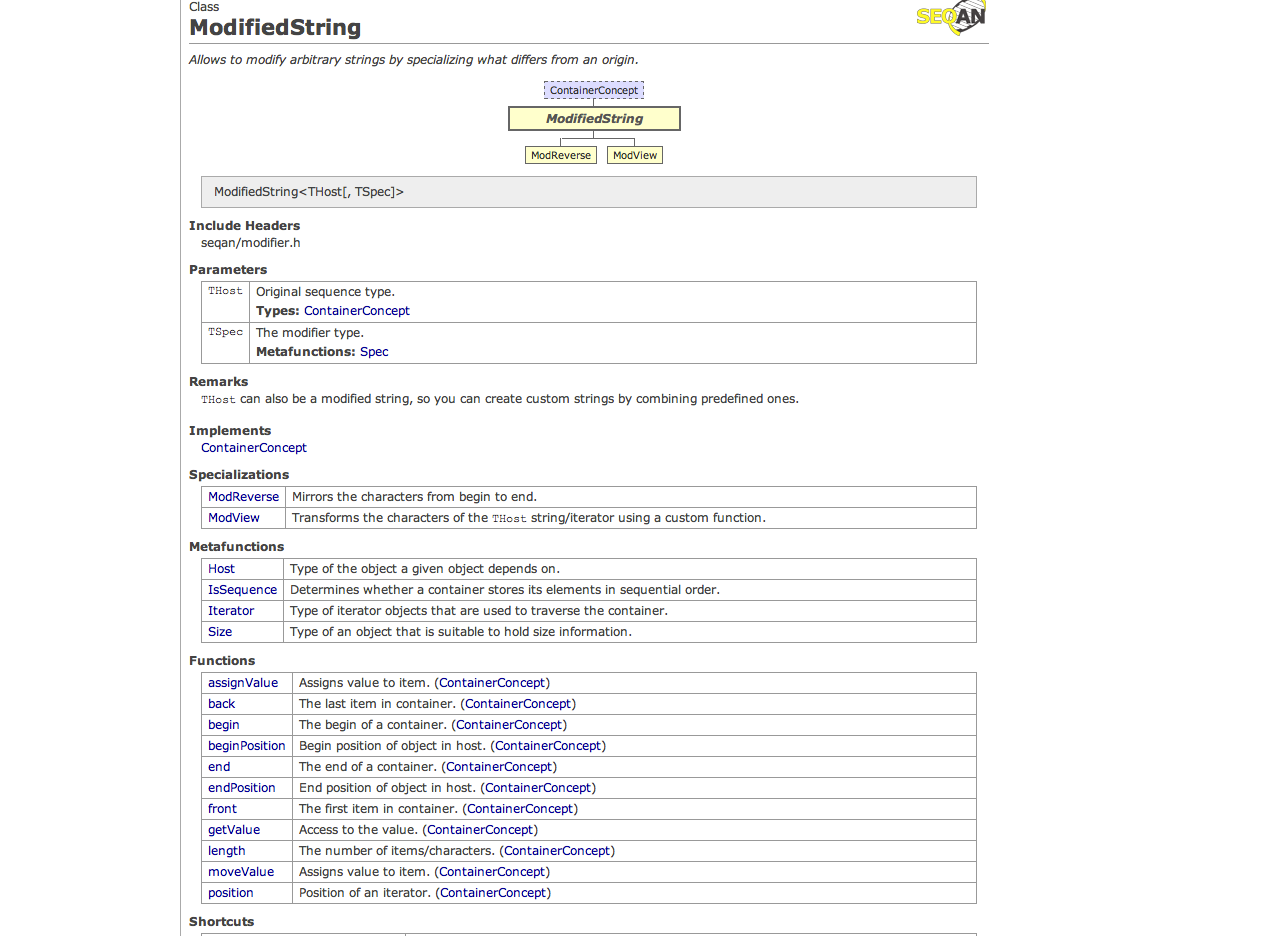 Class
ModifiedString
SEQAN
Allows to modify arbitrary strings by specializing what differs from an origin.
ContainerConcept
ModifiedString
ModReverse ModView
ModifiedString<THost[, TSpec]>
Include Headers
seqan/modifier.h
Parameters
THost Original sequence type.
Types: ContainerConcept
TSpec The modifier type.
Metafunctions: Spec
Remarks
THost can also be a modified string, so you can create custom strings by combining predefined ones.
Implements
ContainerConcept
Specializations
ModReverse Mirrors the characters from begin to end.
ModView Transforms the characters of the THost string/iterator using a custom function.
Metafunctions
Host Type of the object a given object depends on.
IsSequence Determines whether a container stores its elements in sequential order.
Iterator Type of iterator objects that are used to traverse the container.
Size Type of an object that is suitable to hold size information.
Functions
assignValue Assigns value to item. (ContainerConcept)
back The last item in container. (ContainerConcept)
begin The begin of a container. (ContainerConcept)
beginPosition Begin position of object in host. (ContainerConcept)
end The end of a container. (ContainerConcept)
endPosition End position of object in host. (ContainerConcept)
front The first item in container. (ContainerConcept)
getValue Access to the value. (ContainerConcept)
length The number of items/characters. (ContainerConcept)
moveValue Assigns value to item. (ContainerConcept)
position Position of an iterator. (ContainerConcept)
Shortcuts